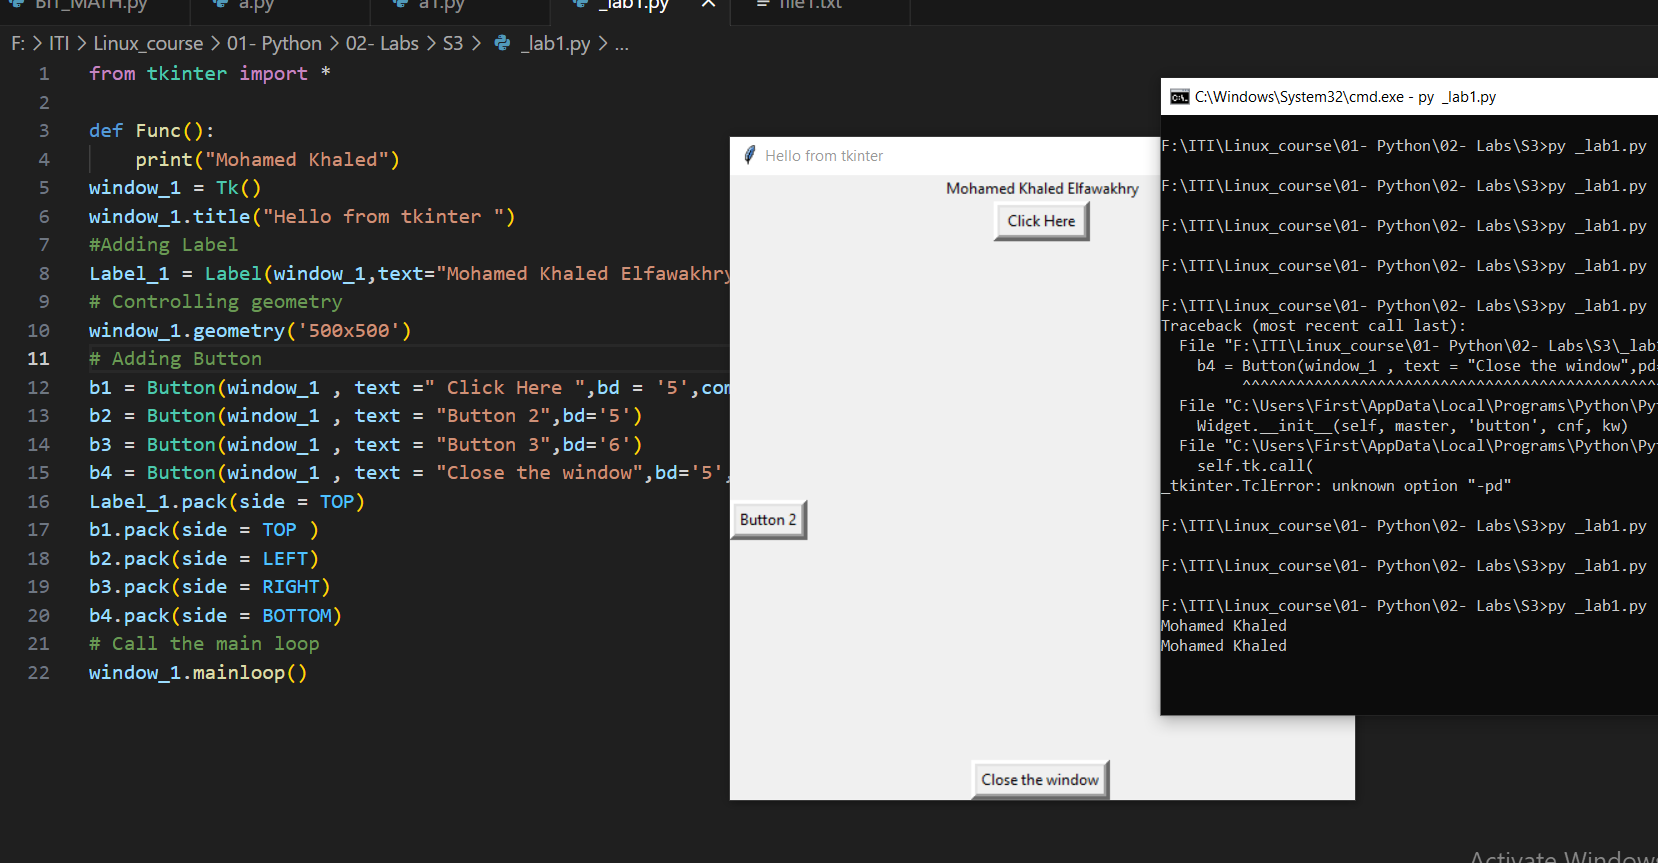 BIT_MATH.py
a.py
a1.py
_lab1.py
file1.txt
F: > ITI > Linux_course > 01- Python > 02- Labs > S3 > _lab1.py > ...
1 from tkinter import *
2
3 def Func():
4 print("Mohamed Khaled")
5 window_1 = Tk()
6 window_1.title("Hello from tkinter ")
7 #Adding Label
8 Label_1 = Label(window_1,text="Mohamed Khaled Elfawakhry
9 # Controlling geometry
10 window_1.geometry('500x500')
11 # Adding Button
12 b1 = Button(window_1 , text =" Click Here ",bd = '5',com
13 b2 = Button(window_1 , text = "Button 2",bd='5')
14 b3 = Button(window_1 , text = "Button 3",bd='6')
15 b4 = Button(window_1 , text = "Close the window",bd='5',
16 Label_1.pack(side = TOP)
17 b1.pack(side = TOP )
18 b2.pack(side = LEFT)
19 b3.pack(side = RIGHT)
20 b4.pack(side = BOTTOM)
21 # Call the main loop
22 window_1.mainloop()
Hello from tkinter
Mohamed Khaled Elfawakhry
Click Here
Button 2
Close the window
C:\Windows\System32\cmd.exe - py _lab1.py
F:\ITI\Linux_course\01- Python\02- Labs\S3>py _lab1.py
F:\ITI\Linux_course\01- Python\02- Labs\S3>py _lab1.py
F:\ITI\Linux_course\01- Python\02- Labs\S3>py _lab1.py
F:\ITI\Linux_course\01- Python\02- Labs\S3>py _lab1.py
F:\ITI\Linux_course\01- Python\02- Labs\S3>py _lab1.py
Traceback (most recent call last):
File "F:\ITI\Linux_course\01- Python\02- Labs\S3\_lab1
b4 = Button(window_1 , text = "Close the window",pd=
^^^^^^^^^^^^^^^^^^^^^^^^^^^^^^^^^^^^^^^^^^^^^^
File "C:\Users\First\AppData\Local\Programs\Python\Py
Widget.__init__(self, master, 'button', cnf, kw)
File "C:\Users\First\AppData\Local\Programs\Python\Py
self.tk.call(
_tkinter.TclError: unknown option "-pd"
F:\ITI\Linux_course\01- Python\02- Labs\S3>py _lab1.py
F:\ITI\Linux_course\01- Python\02- Labs\S3>py _lab1.py
F:\ITI\Linux_course\01- Python\02- Labs\S3>py _lab1.py
Mohamed Khaled
Mohamed Khaled
Activate Window